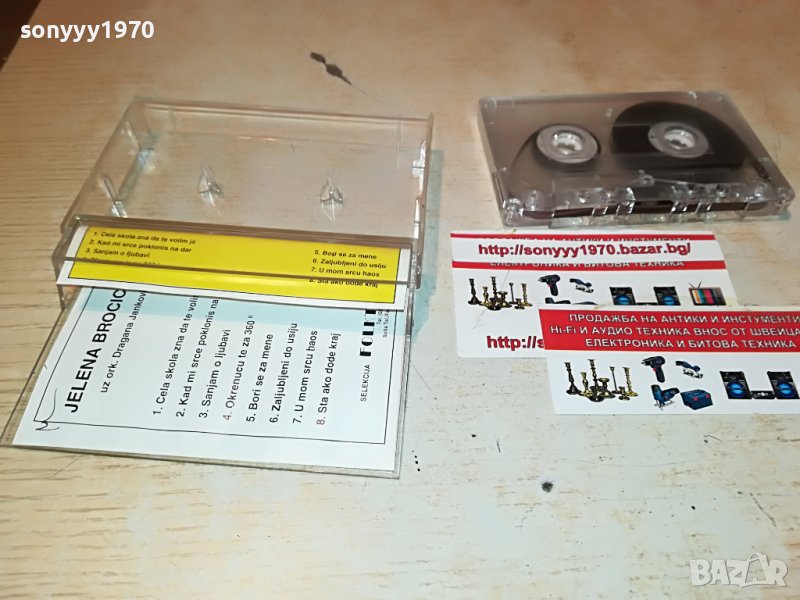 sonyyy1970
1. Cela skola zna da te volim ja
2. Kad mi srce poklonis na dar
3. Sanjam o ljubavi
5. Bori se za mene
6. Zaljubljeni do usiju
7. U mom srcu haos
8. Sta ako dode kraj
JELENA BROCIC
uz ork. Dragana Jankov
1. Cela skola zna da te voli
2. Kad mi srce poklonis na
3. Sanjam o ljubavi
4. Okrenucu te za 360°
5. Bori se za mene
6. Zaljubljeni do usiju
7. U mom srcu haos
8. Sta ako dode kraj
SELEKCIJA
http://sonyyy1970.bazar.bg/
ЕЛЕКТРОНИКА И БИТОВА ТЕХНИКА
http://s
ПРОДАЖБА НА АНТИКИ И ИНСТУМЕНТИ
Hi-Fi И АУДИО ТЕХНИКА ВНОС ОТ ШВЕЙЦА
ЕЛЕКТРОНИКА И БИТОВА ТЕХНИКА
BAZAR